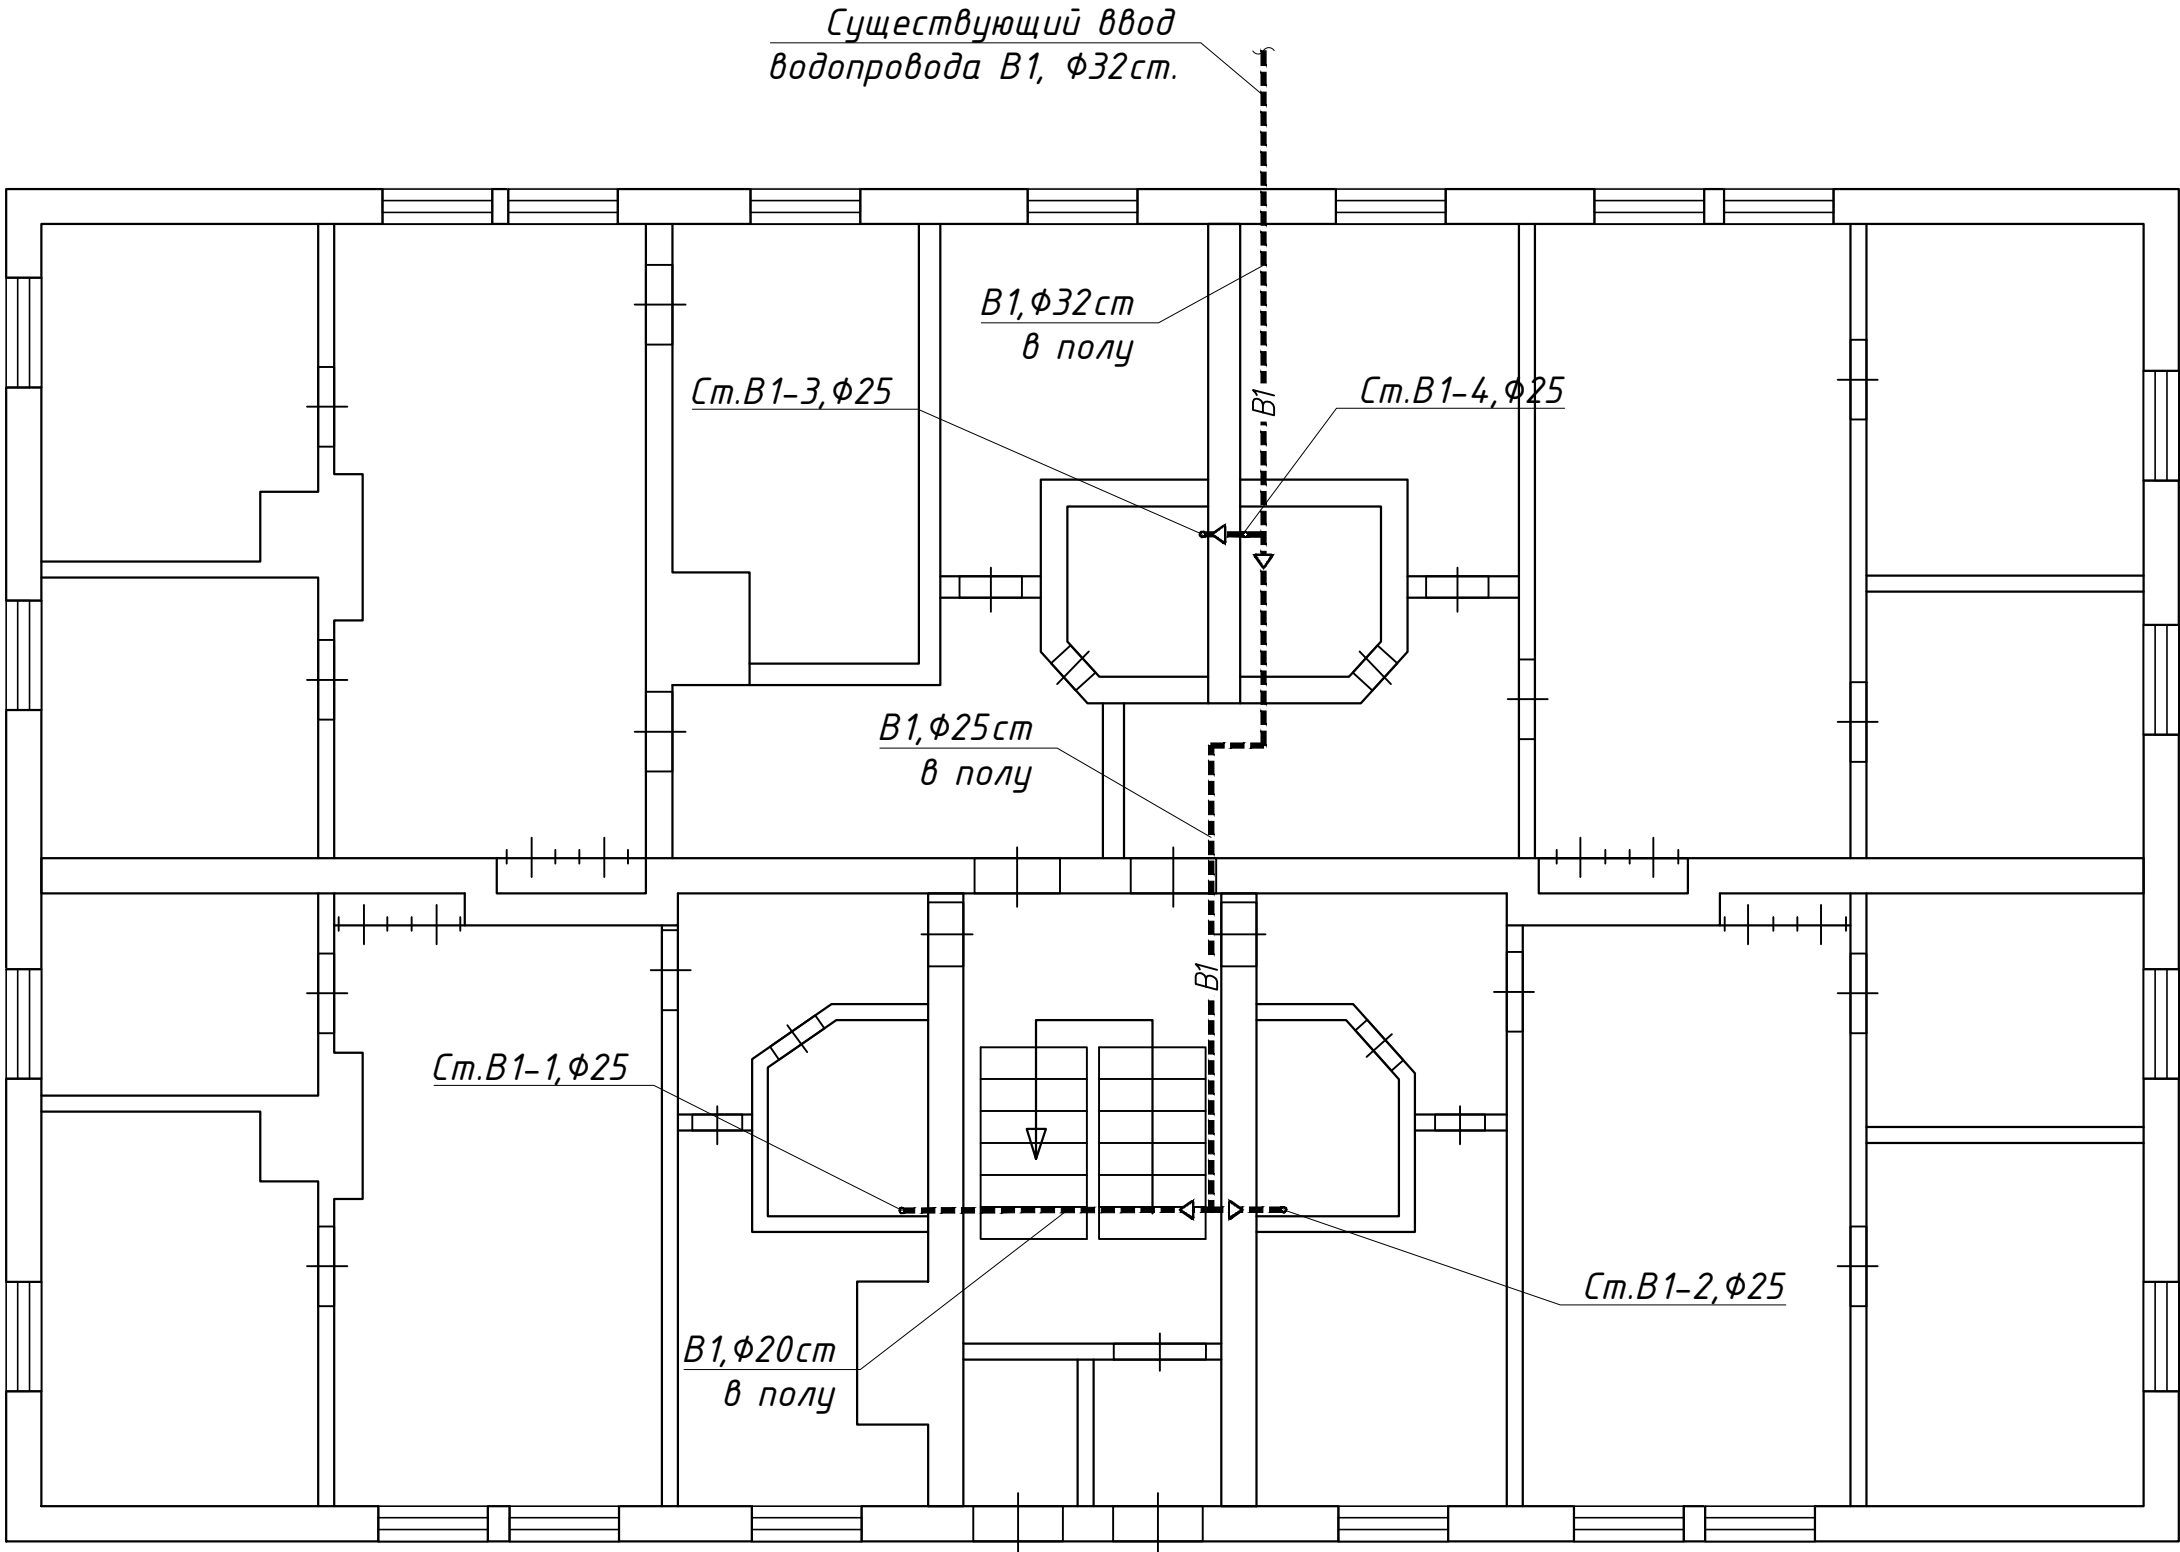 Существующий ввод
водопровода В1, Ф32ст.
В1,Ф32ст
в полу
Ст.В1-3,Ф25
В1
Ст.В1-4,Ф25
В1,Ф25ст
в полу
В1
Ст.В1-1,Ф25
Ст.В1-2,Ф25
В1,Ф20ст
в полу